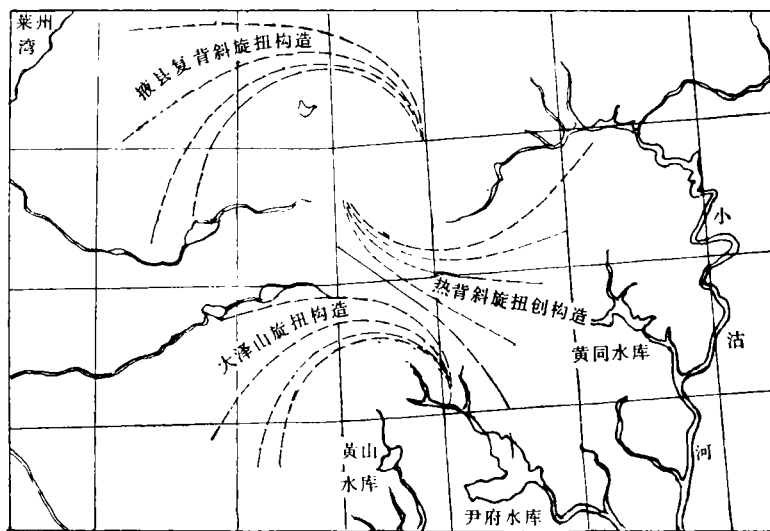 莱州
湾
掖县复背斜旋扭构造
小
热背斜旋扭创构造
大泽山旋扭构造
沽
黄同水库
黄山
水库
河
尹府水库